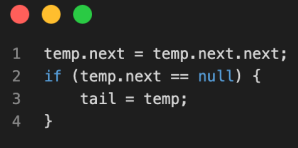 1 temp.next = temp.next.next;
2 if (temp.next == null) {
3     tail = temp;
4 }